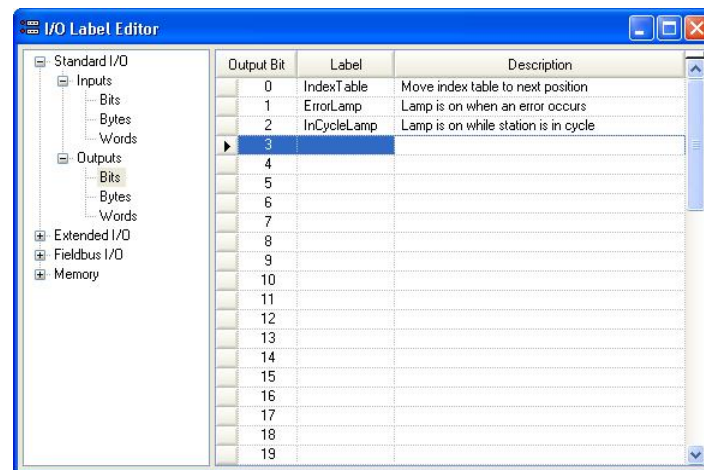 I/O Label Editor
Standard I/O
Inputs
Bits
Bytes
Words
Outputs
Bits
Bytes
Words
Extended I/O
Fieldbus I/O
Memory
Output Bit Label Description
0 IndexTable Move index table to next position
1 ErrorLamp Lamp is on when an error occurs
2 InCycleLamp Lamp is on while station is in cycle
3
4
5
6
7
8
9
10
11
12
13
14
15
16
17
18
19